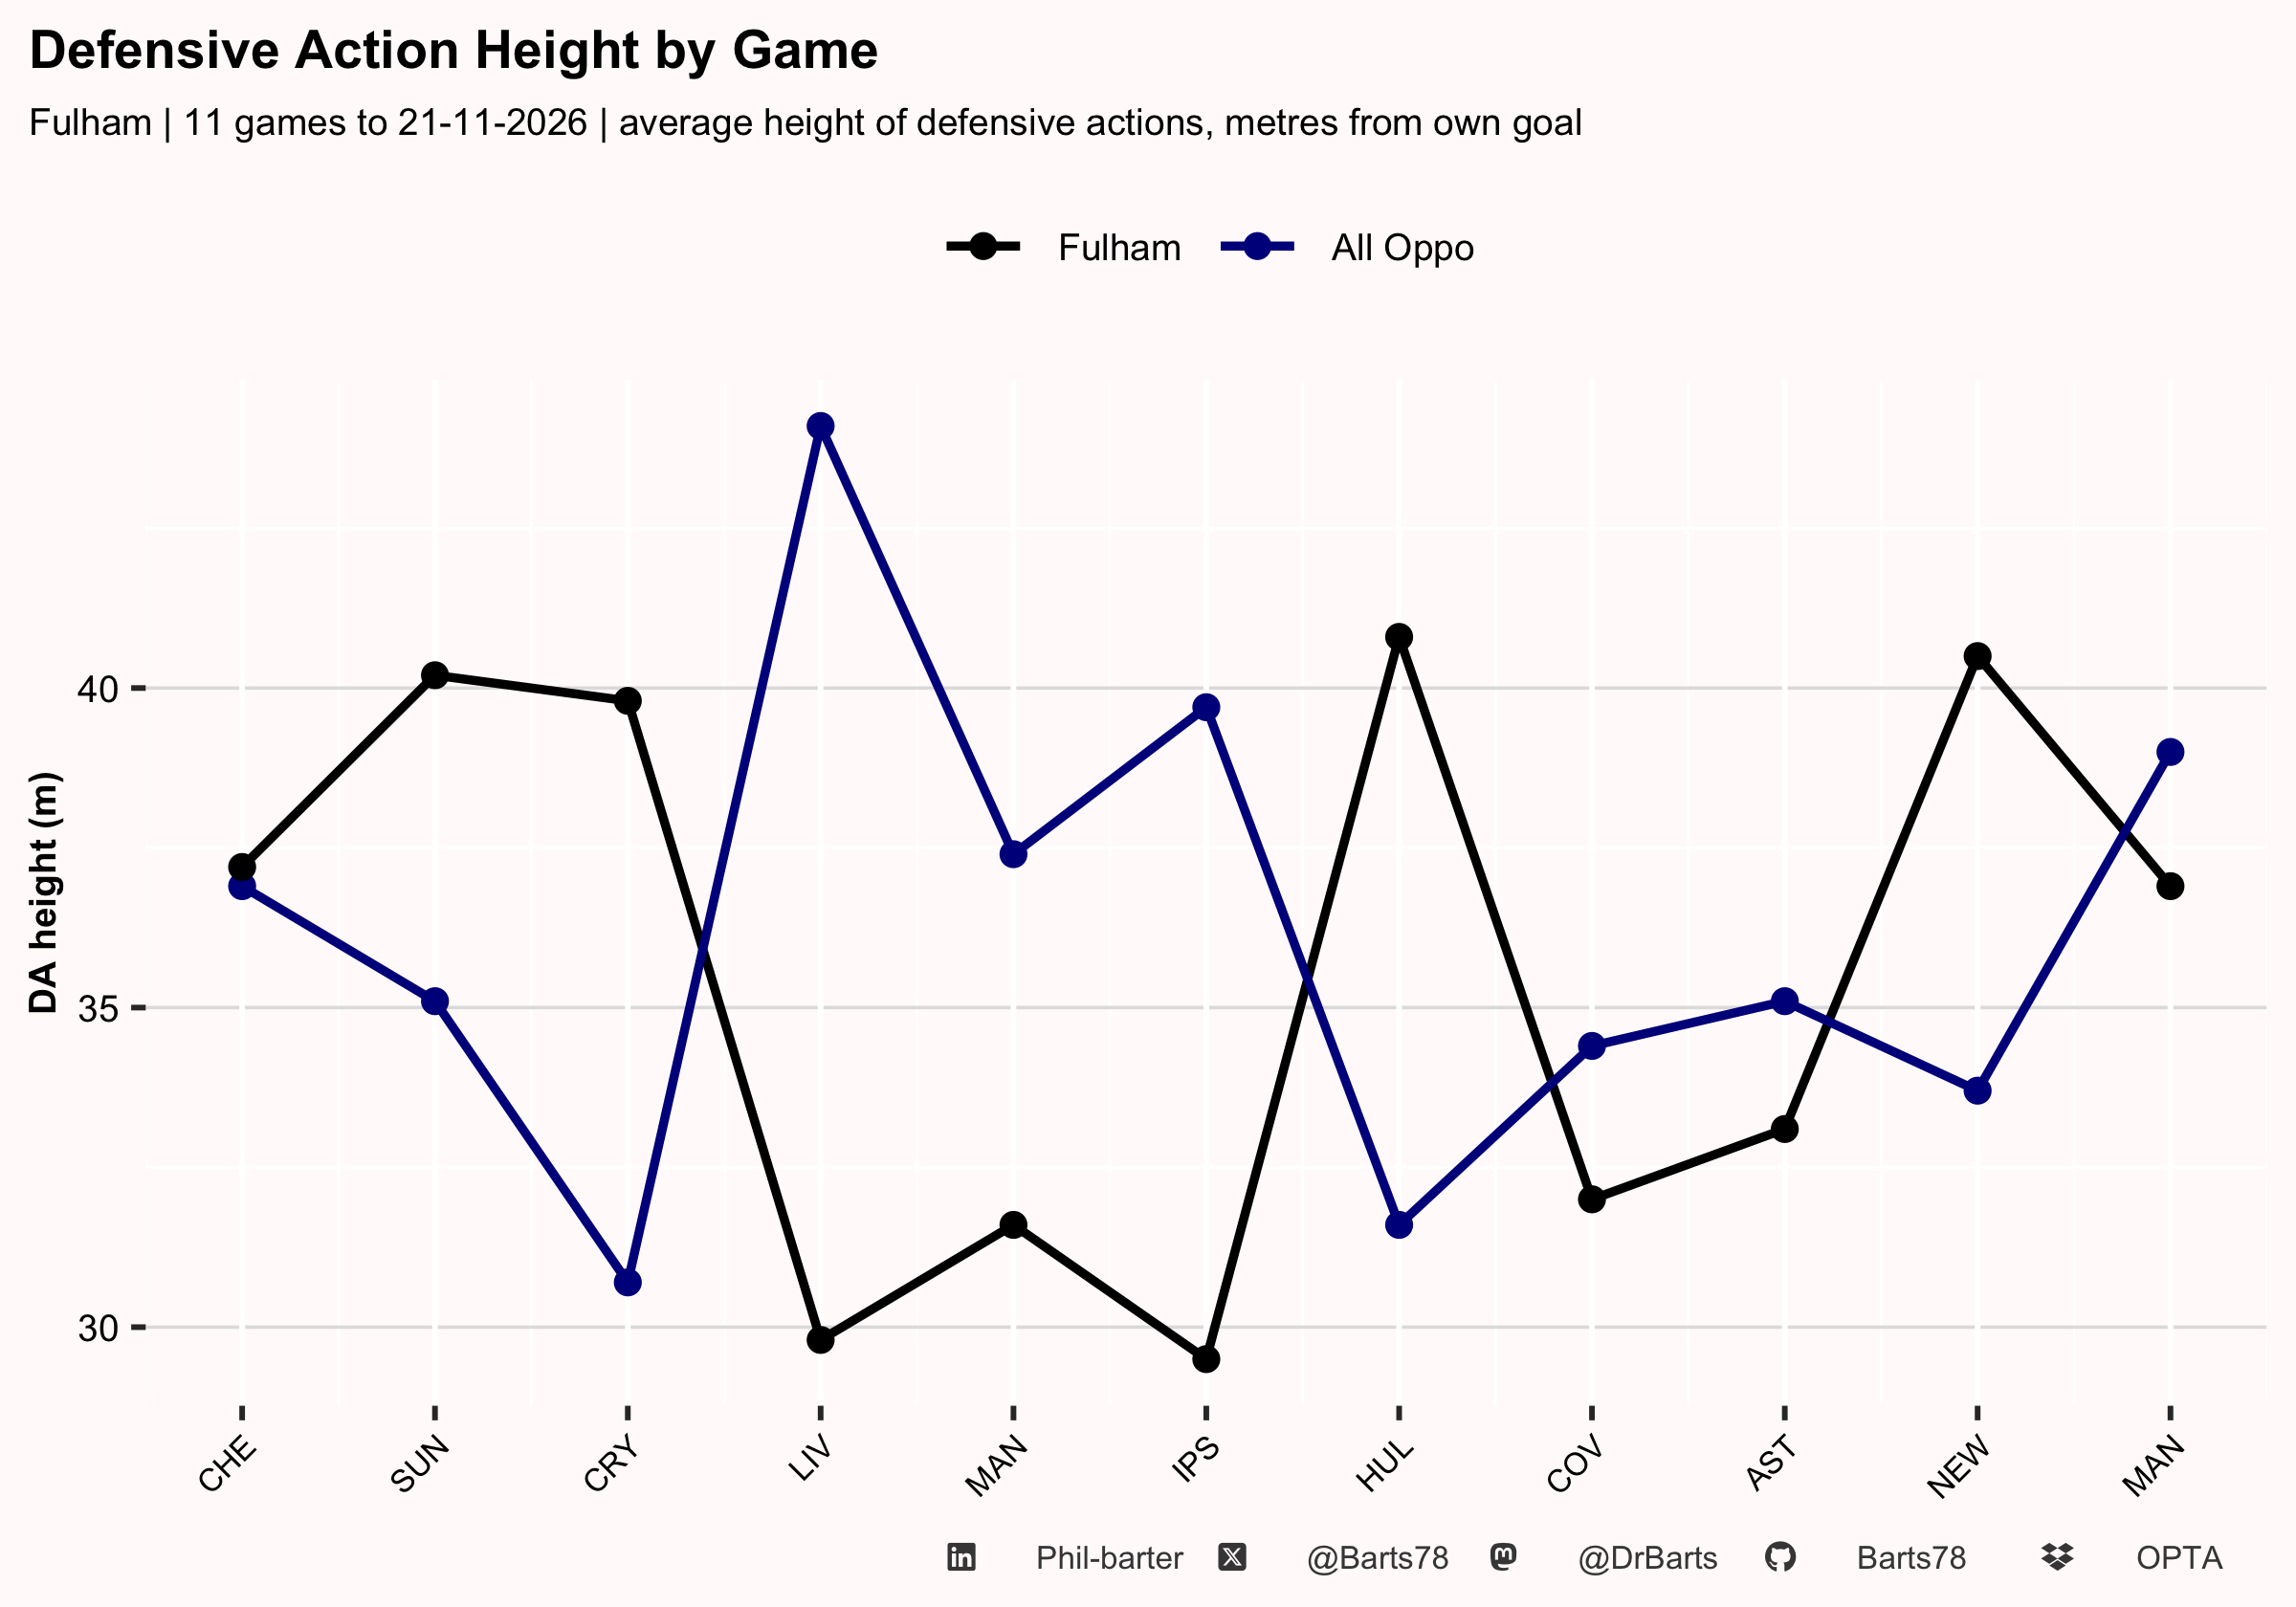 Defensive Action Height by Game
Fulham | 11 games to 21-11-2026 | average height of defensive actions, metres from own goal
Fulham All Oppo
DA height (m)
40
35
30
CHE SUN CRY LIV MAN IPS HUL COV AST NEW MAN
Phil-barter @Barts78 @DrBarts Barts78 OPTA